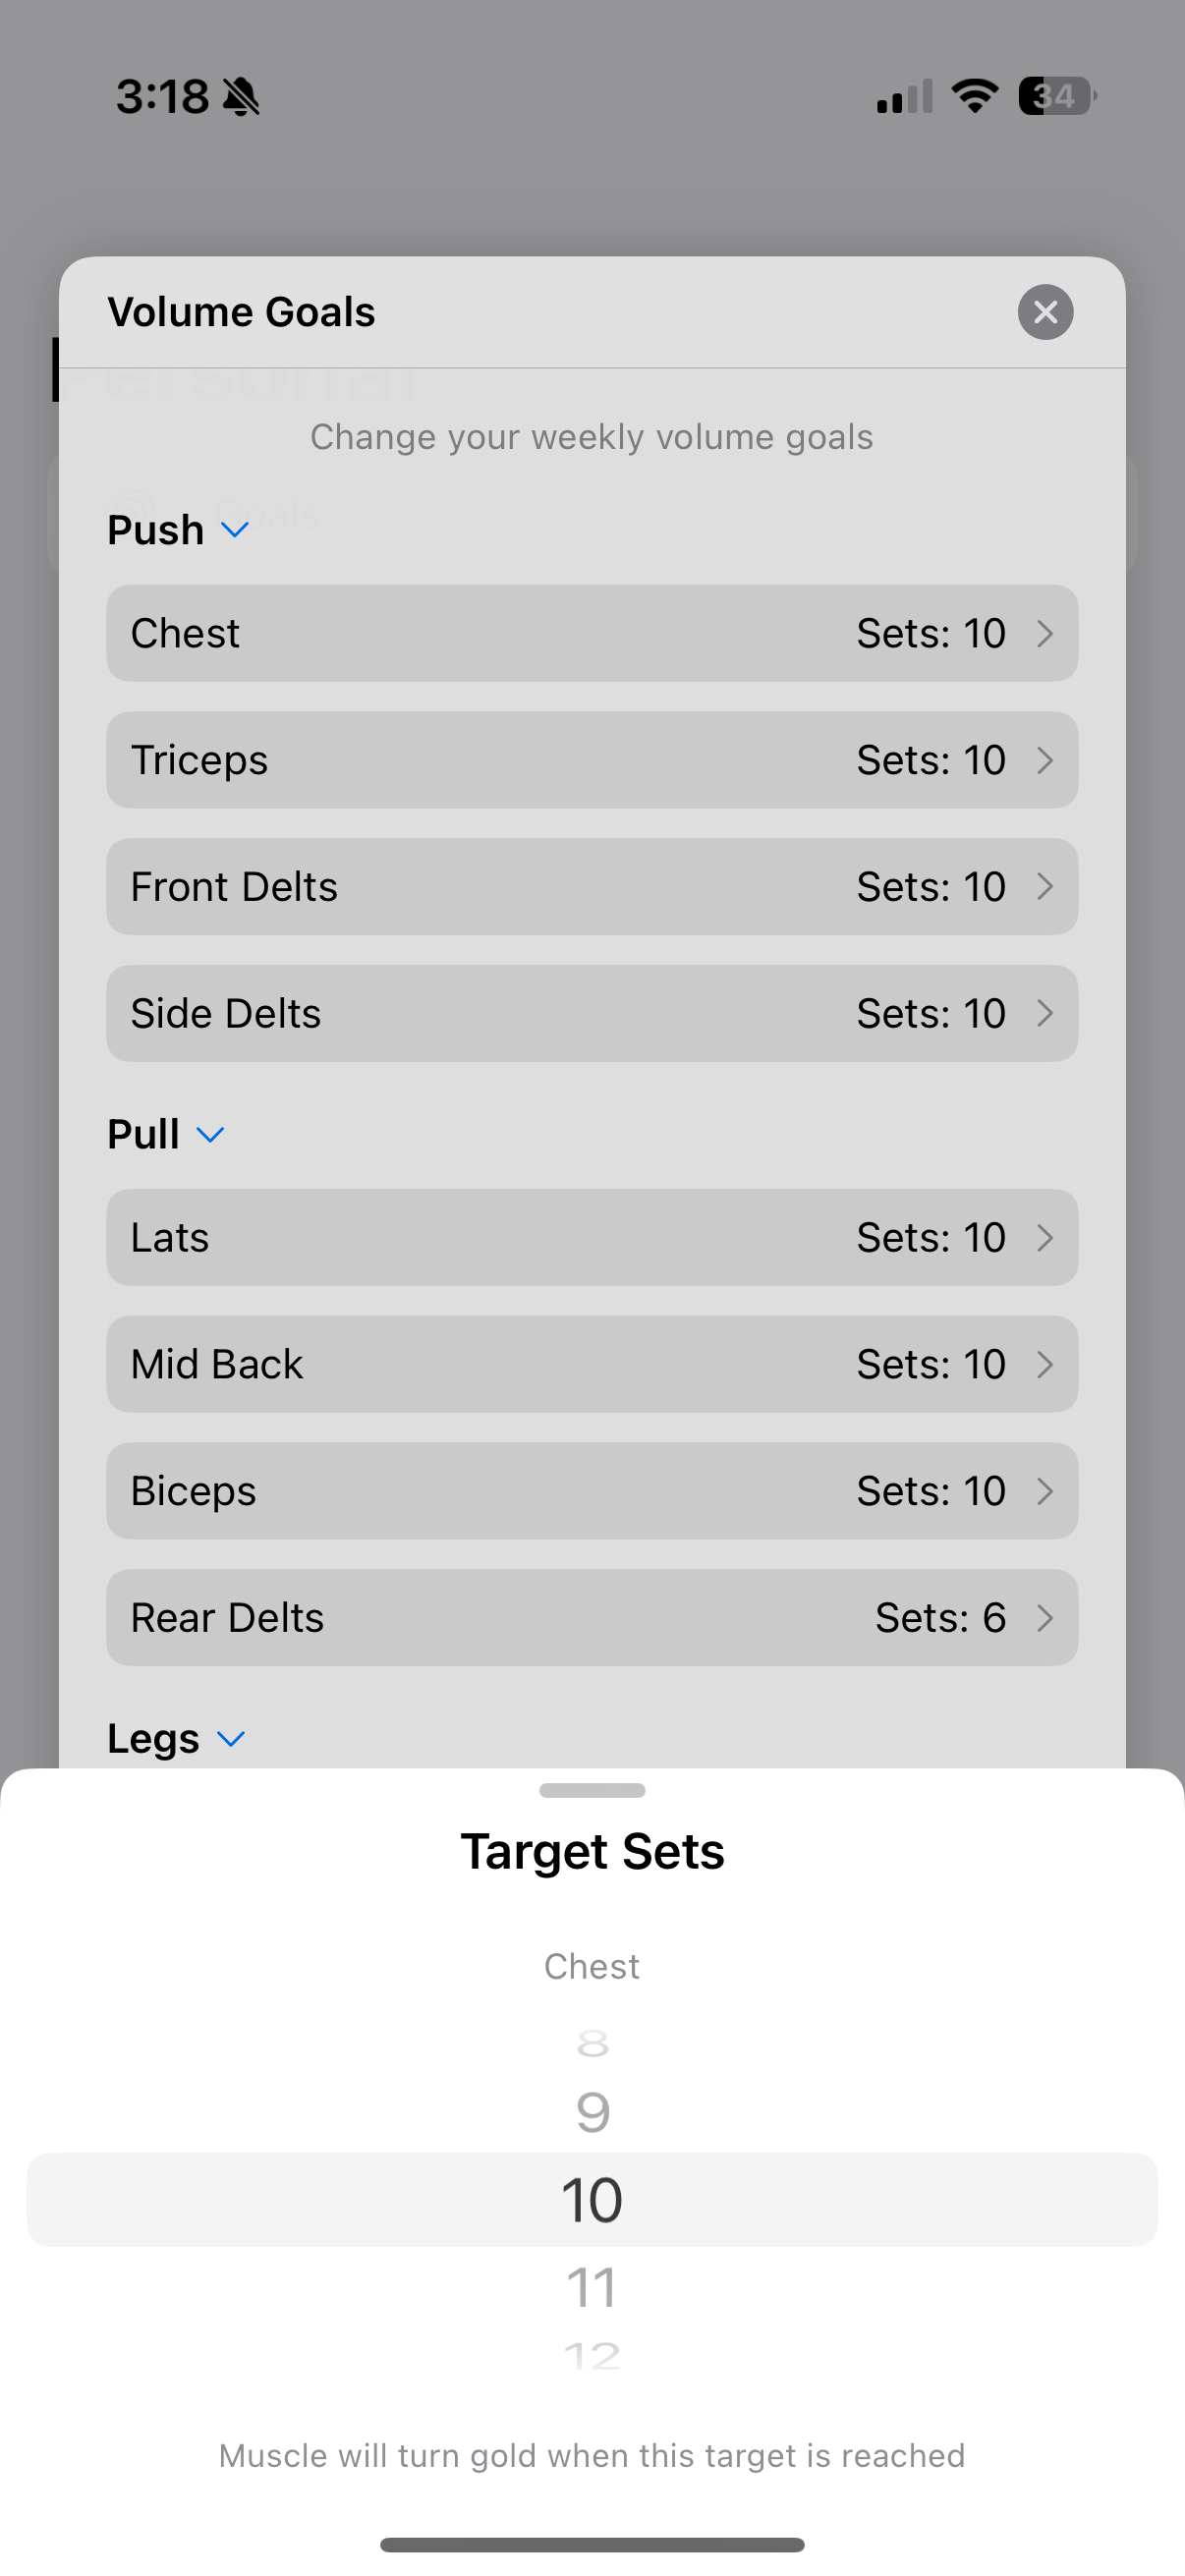 3:18
34
Volume Goals
Personal
Change your weekly volume goals
Goals
Push
Chest Sets: 10
Triceps Sets: 10
Front Delts Sets: 10
Side Delts Sets: 10
Pull
Lats Sets: 10
Mid Back Sets: 10
Biceps Sets: 10
Rear Delts Sets: 6
Legs
Target Sets
Chest
8
9
10
11
12
Muscle will turn gold when this target is reached